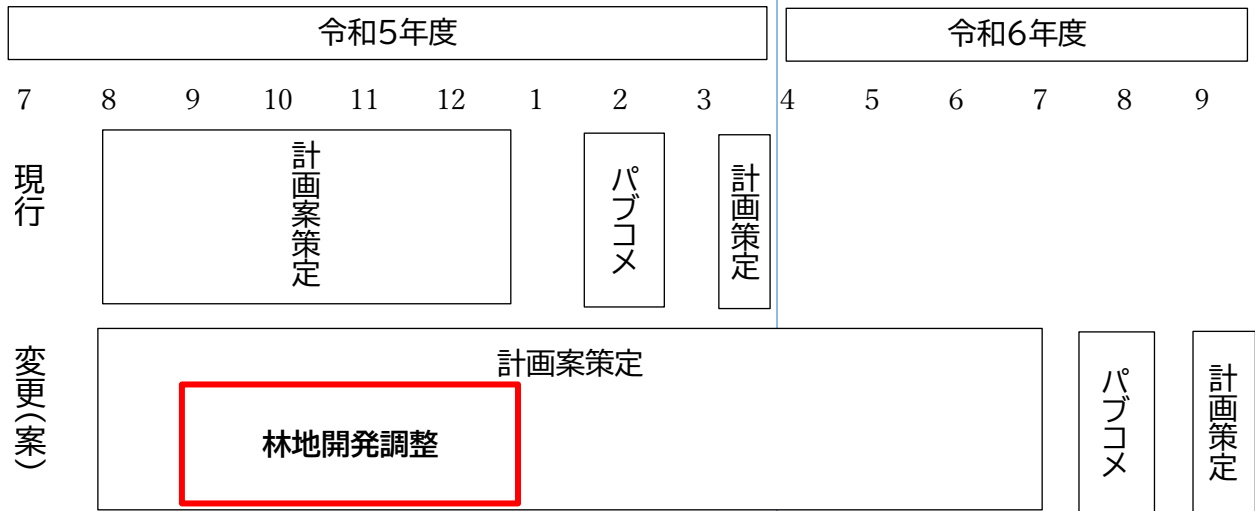 令和5年度
令和6年度
7 8 9 10 11 12 1 2 3 4 5 6 7 8 9
現行
計画案策定
パブコメ
計画策定
変更(案)
計画案策定
林地開発調整
パブコメ
計画策定